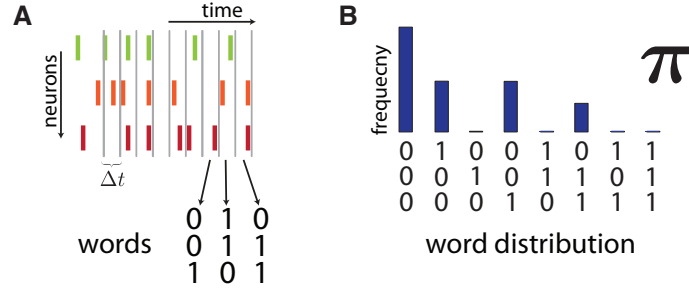 A
time
neurons
Δt
words
0 1 0
0 1 1
1 0 1
B
π
frequecny
0 1 0 0 1 0 1 1
0 0 1 0 1 1 0 1
0 0 0 1 0 1 1 1
word distribution